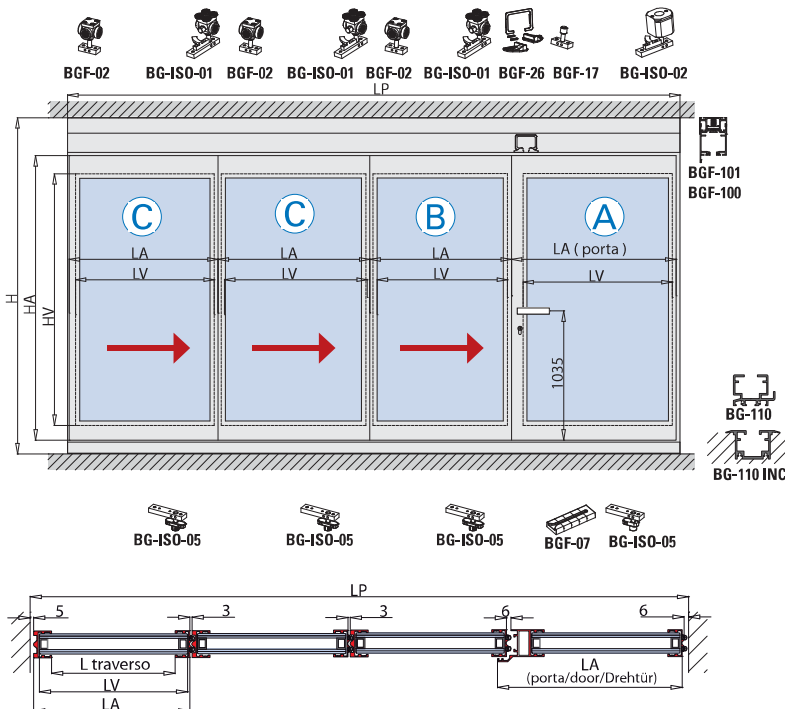 BGF-02 BG-ISO-01 BGF-02 BG-ISO-01 BGF-02 BG-ISO-01 BGF-26 BGF-17 BG-ISO-02
LP
BGF-101
BGF-100
C C B A
LA LA LA LA ( porta )
LV LV LV LV
H HA HV
1035
BG-110
BG-110 INC
BG-ISO-05 BG-ISO-05 BG-ISO-05 BGF-07 BG-ISO-05
LP
5 3 3 6 6
L traverso
LV
LA
LA
(porta/door/Drehtür)